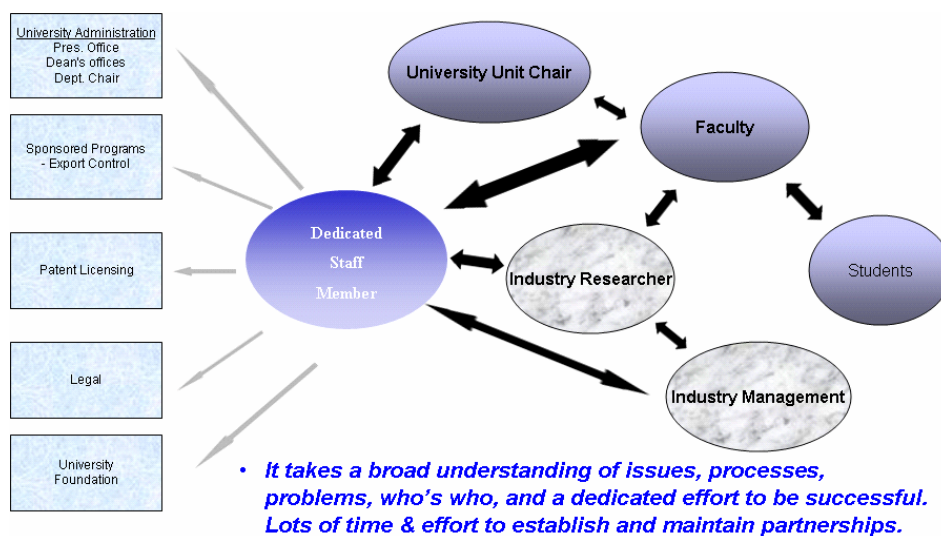 University Administration
Pres. Office
Dean's offices
Dept. Chair
Sponsored Programs
- Export Control
Patent Licensing
Legal
University
Foundation
University Unit Chair
Faculty
Dedicated
Staff
Member
Industry Researcher
Students
Industry Management
• It takes a broad understanding of issues, processes,
problems, who's who, and a dedicated effort to be successful.
Lots of time & effort to establish and maintain partnerships.